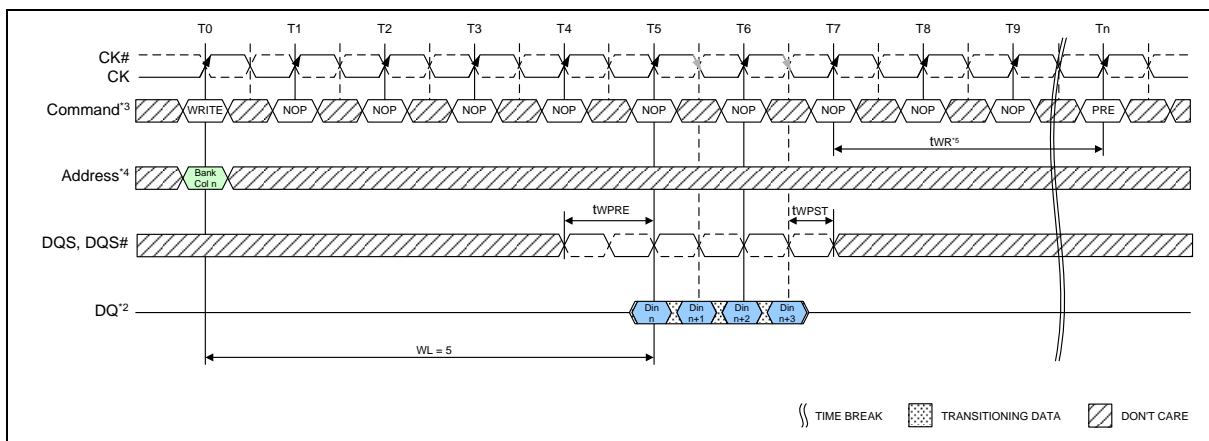 T0 T1 T2 T3 T4 T5 T6 T7 T8 T9 Tn
CK#
CK
Command*3 WRITE NOP NOP NOP NOP NOP NOP NOP NOP NOP PRE
tWR*5
Address*4 Bank
Col n
tWPRE tWPST
DQS, DQS#
DQ*2 Din
n Din
n+1 Din
n+2 Din
n+3
WL = 5
TIME BREAK TRANSITIONING DATA DON'T CARE